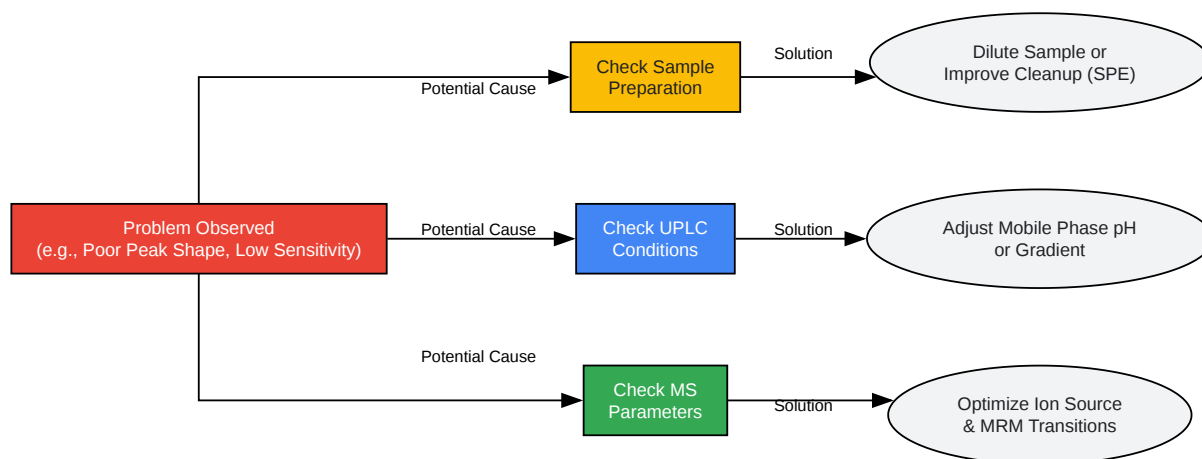 Check Sample
Preparation
Solution
Dilute Sample or
Improve Cleanup (SPE)
Potential Cause
Problem Observed
(e.g., Poor Peak Shape, Low Sensitivity)
Potential Cause
Check UPLC
Conditions
Solution
Adjust Mobile Phase pH
or Gradient
Potential Cause
Check MS
Parameters
Solution
Optimize Ion Source
& MRM Transitions